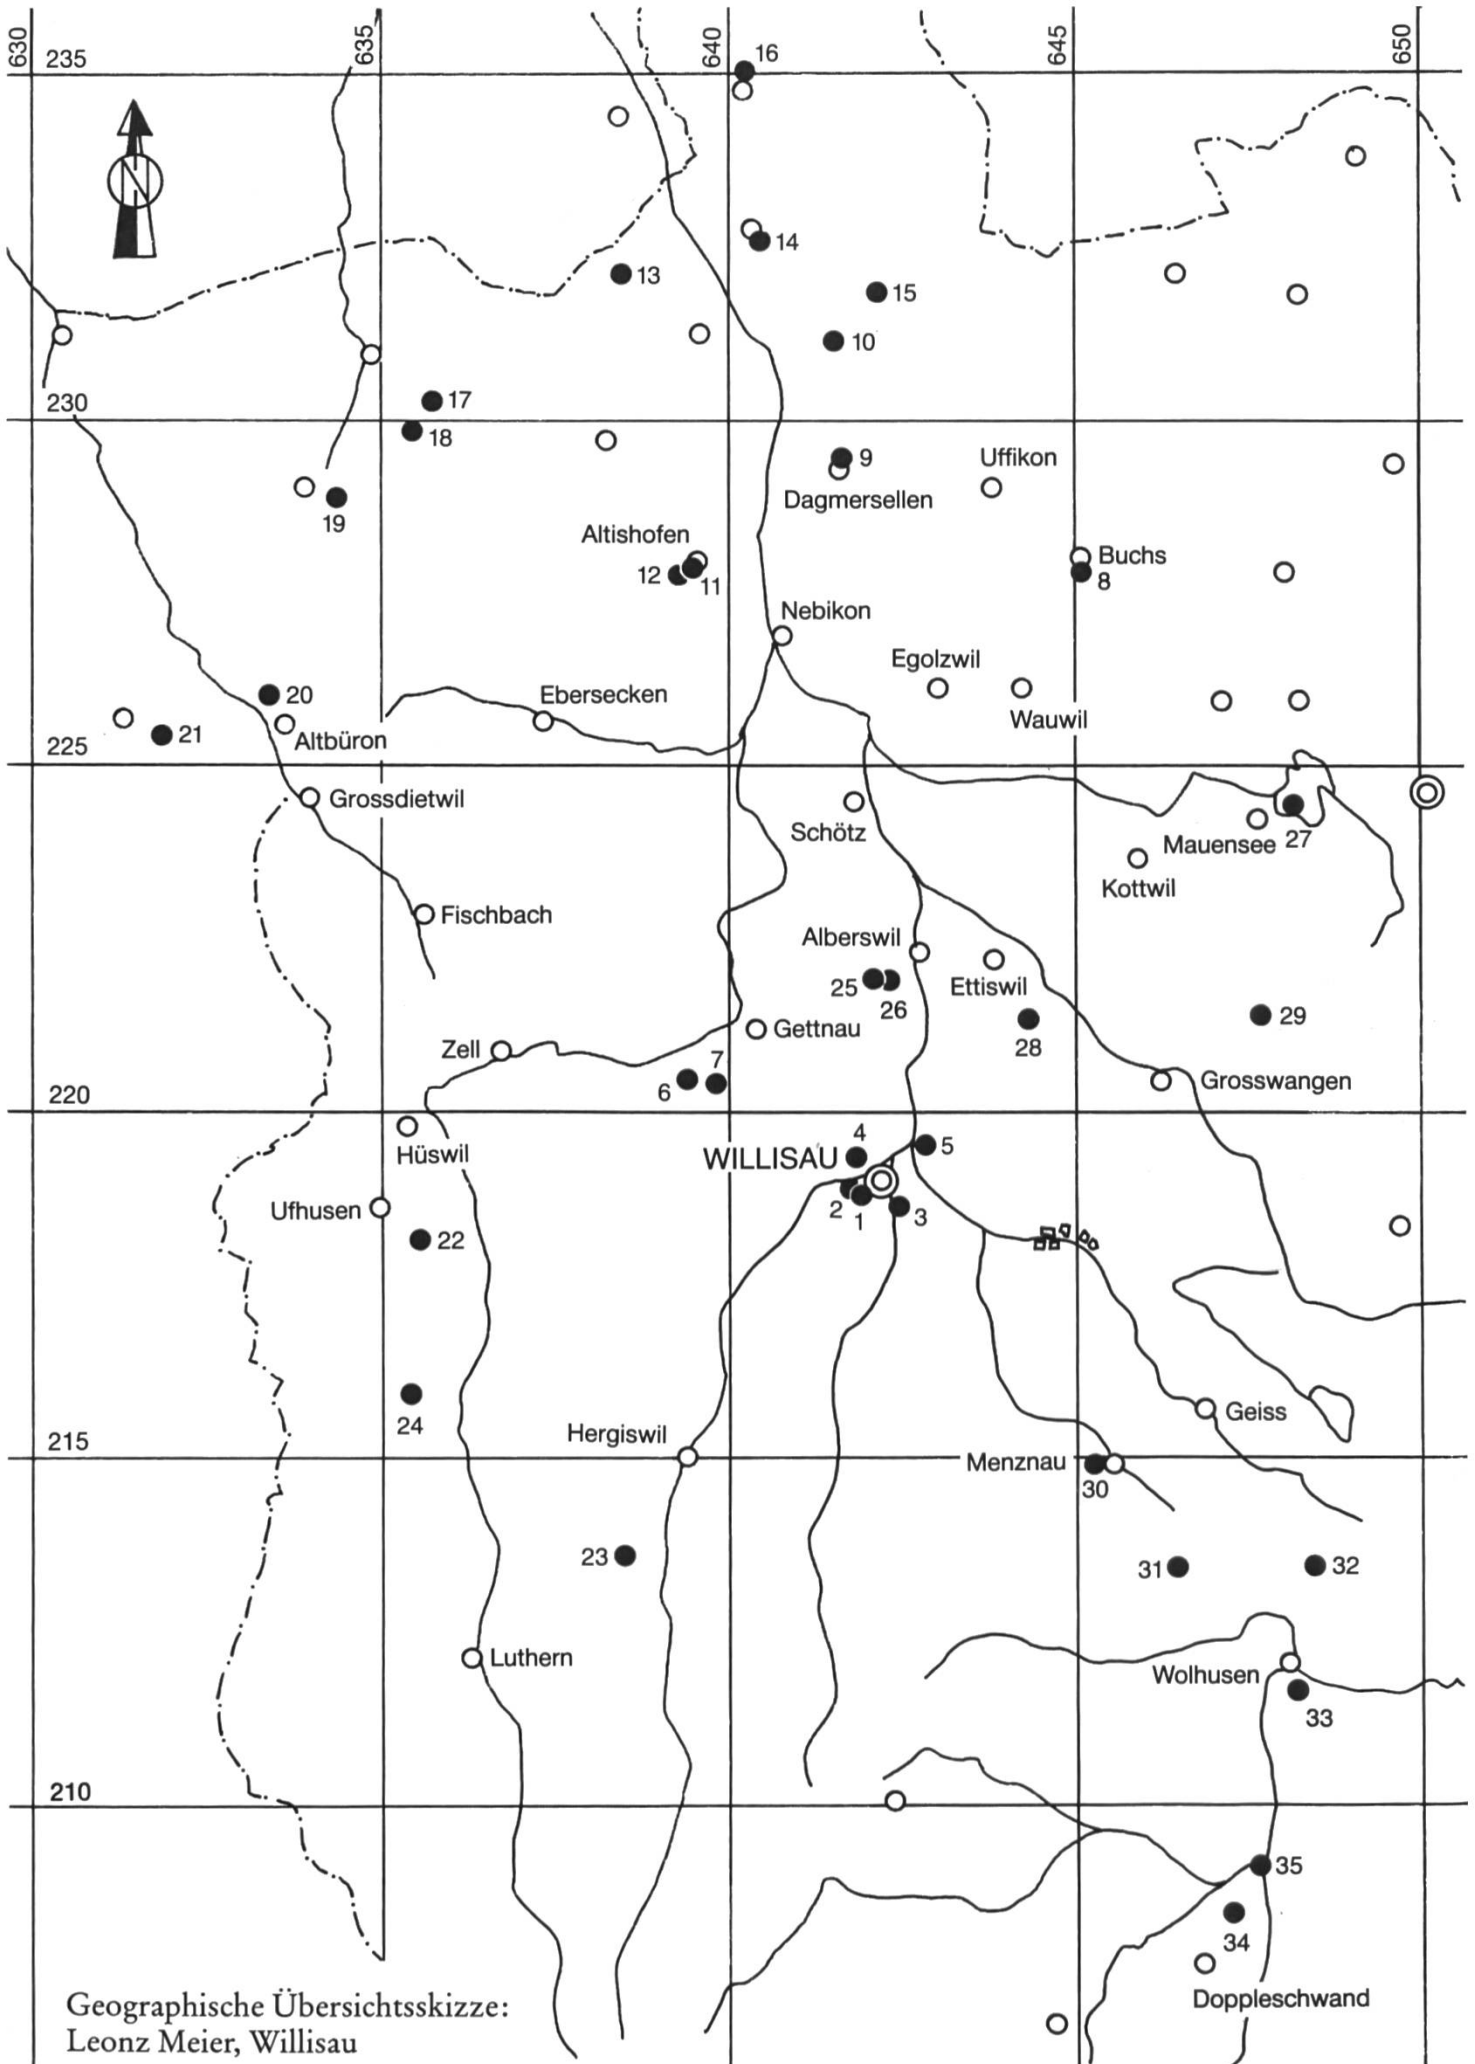 630
635
640
645
650
235
16
14
13
15
10
230
17
18
9
Uffikon
Dagmersellen
19
Altishofen
Buchs
12
11
8
Nebikon
Egolzwil
20
Ebersecken
Wauwil
21
Altbüron
225
Grossdietwil
Schötz
Mauensee
27
Kottwil
Fischbach
Alberswil
25
26
Ettiswil
29
Gettnau
28
Zell
7
6
Grosswangen
220
4
5
Hüswil
WILLISAU
2
1
3
Ufhusen
22
24
Geiss
Hergiswil
215
Menznau
30
23
31
32
Luthern
Wolhusen
33
210
35
34
Doppleschwand
Geographische Übersichtsskizze:
Leonz Meier, Willisau